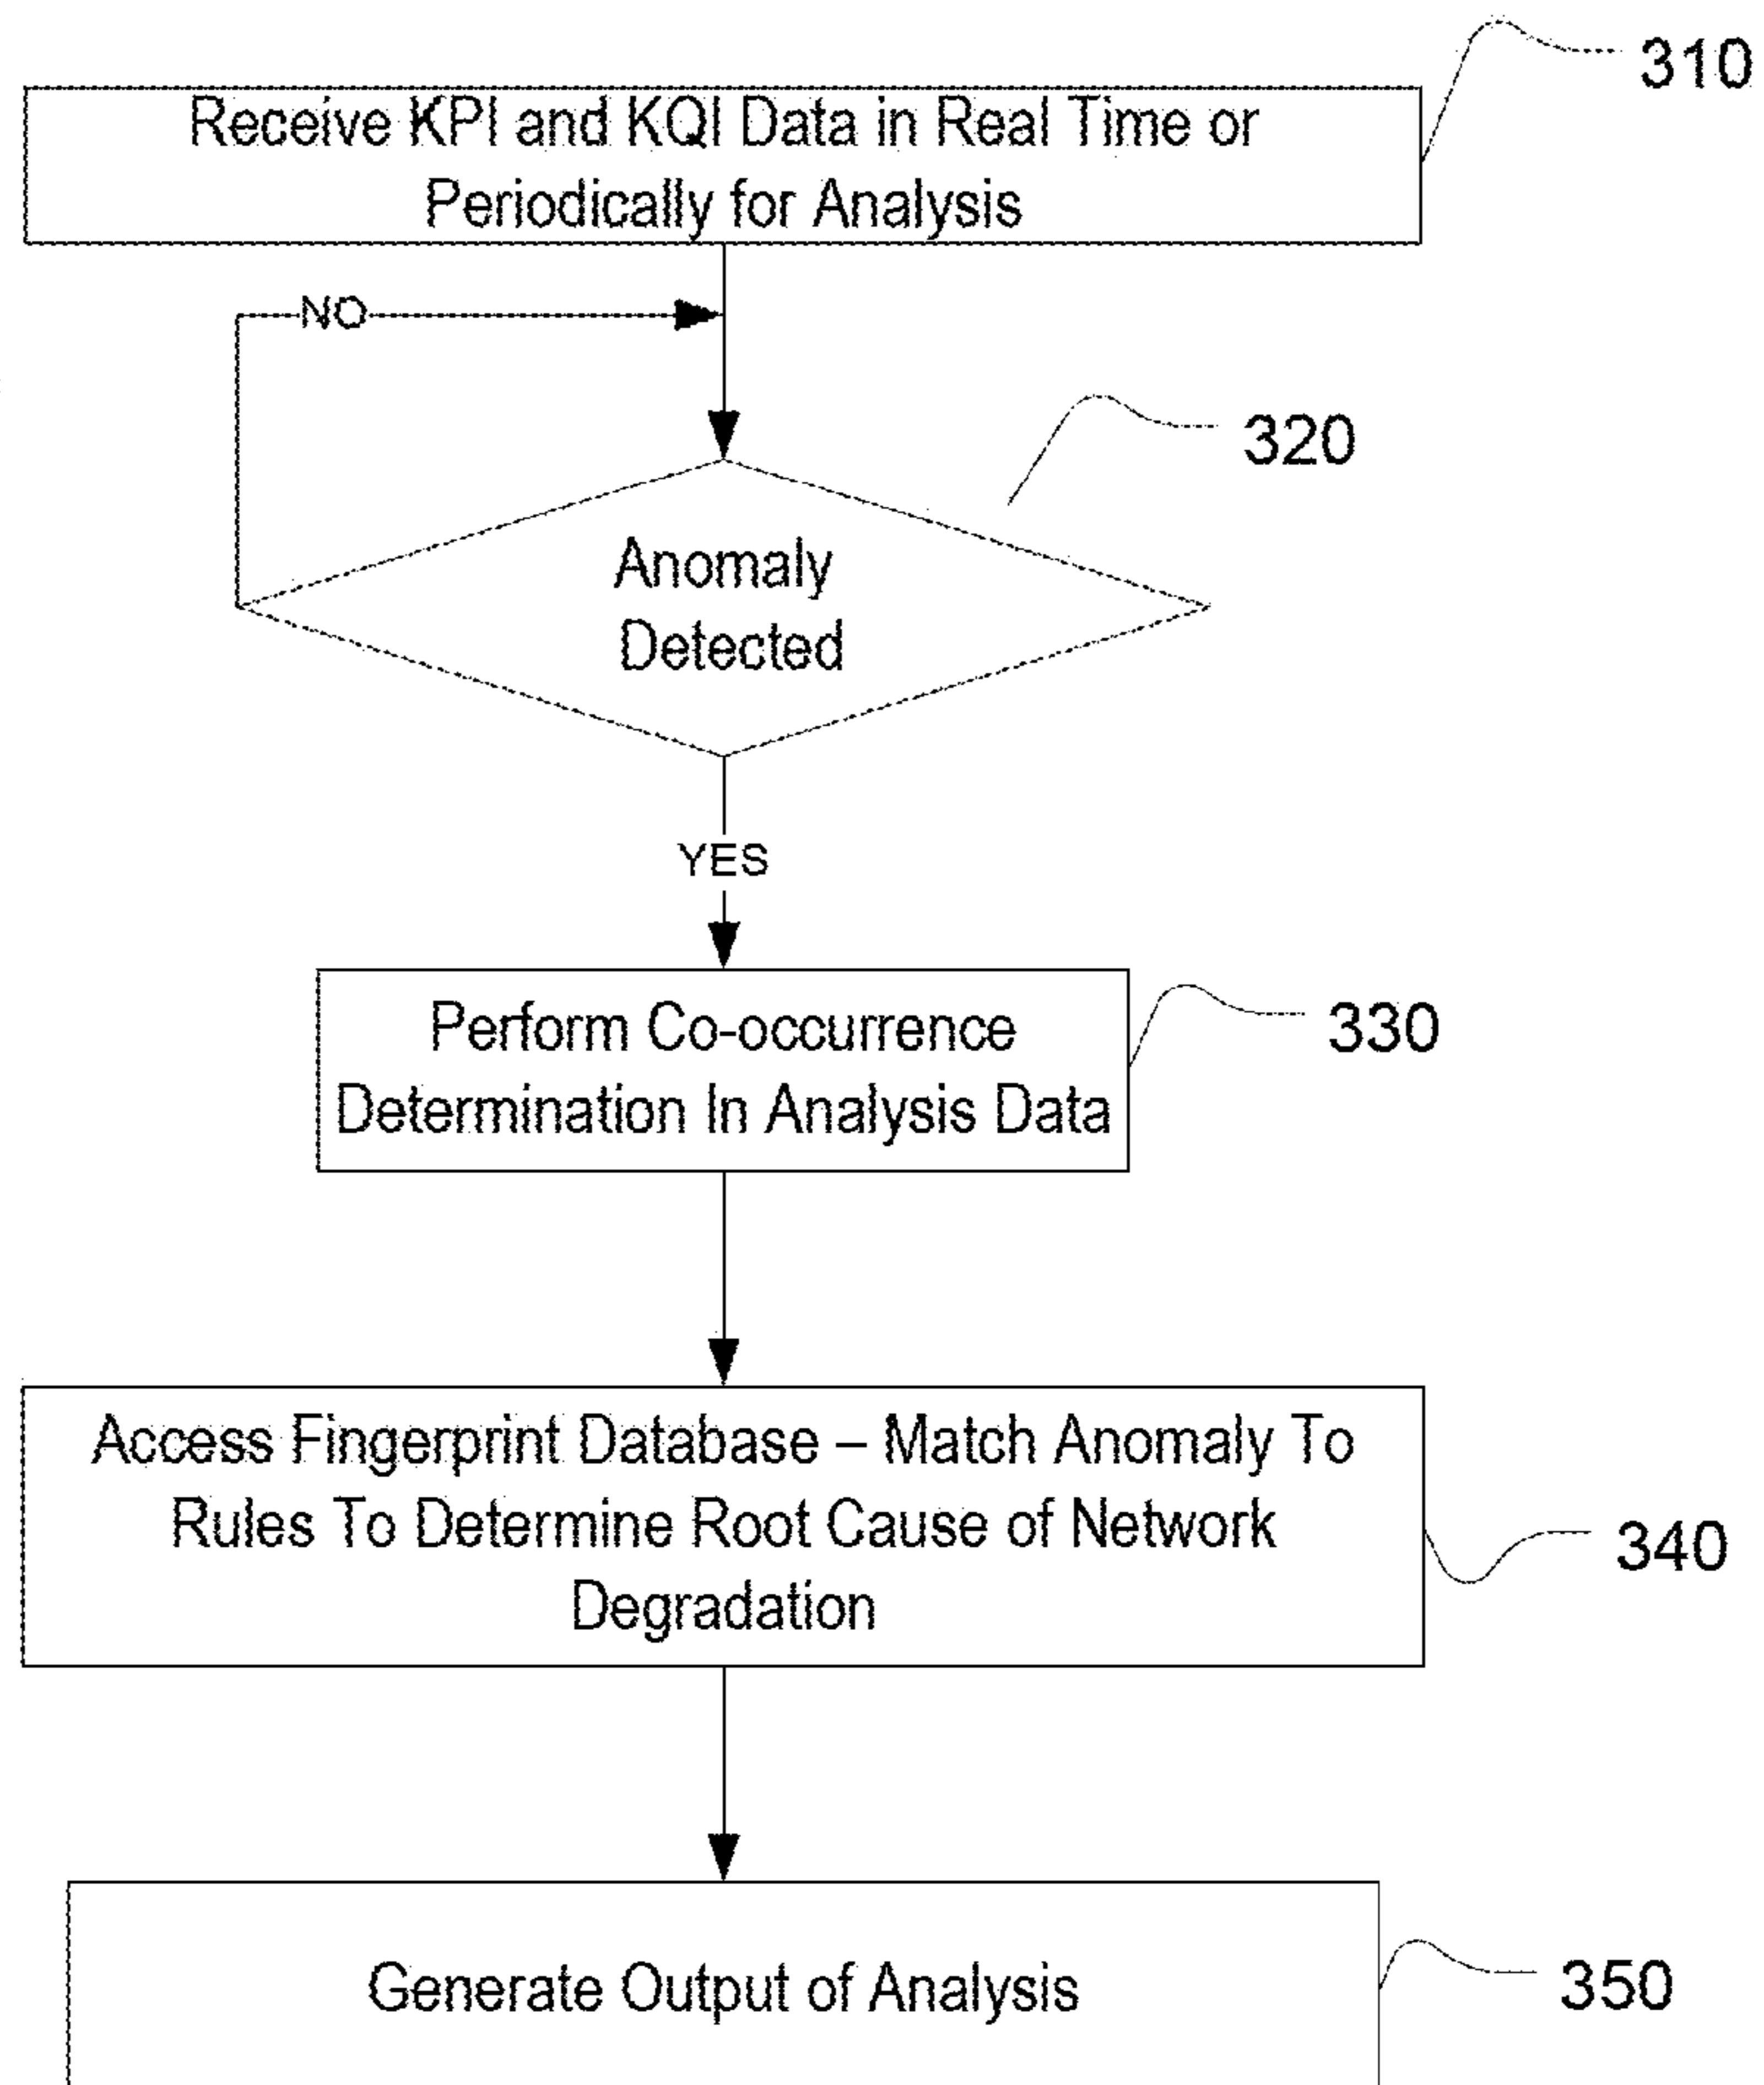 310
Receive KPI and KQI Data in Real Time or
Periodically for Analysis
NO
320
Anomaly
Detected
YES
Perform Co-occurrence
Determination In Analysis Data
330
Access Fingerprint Database – Match Anomaly To
Rules To Determine Root Cause of Network
Degradation
340
Generate Output of Analysis
350